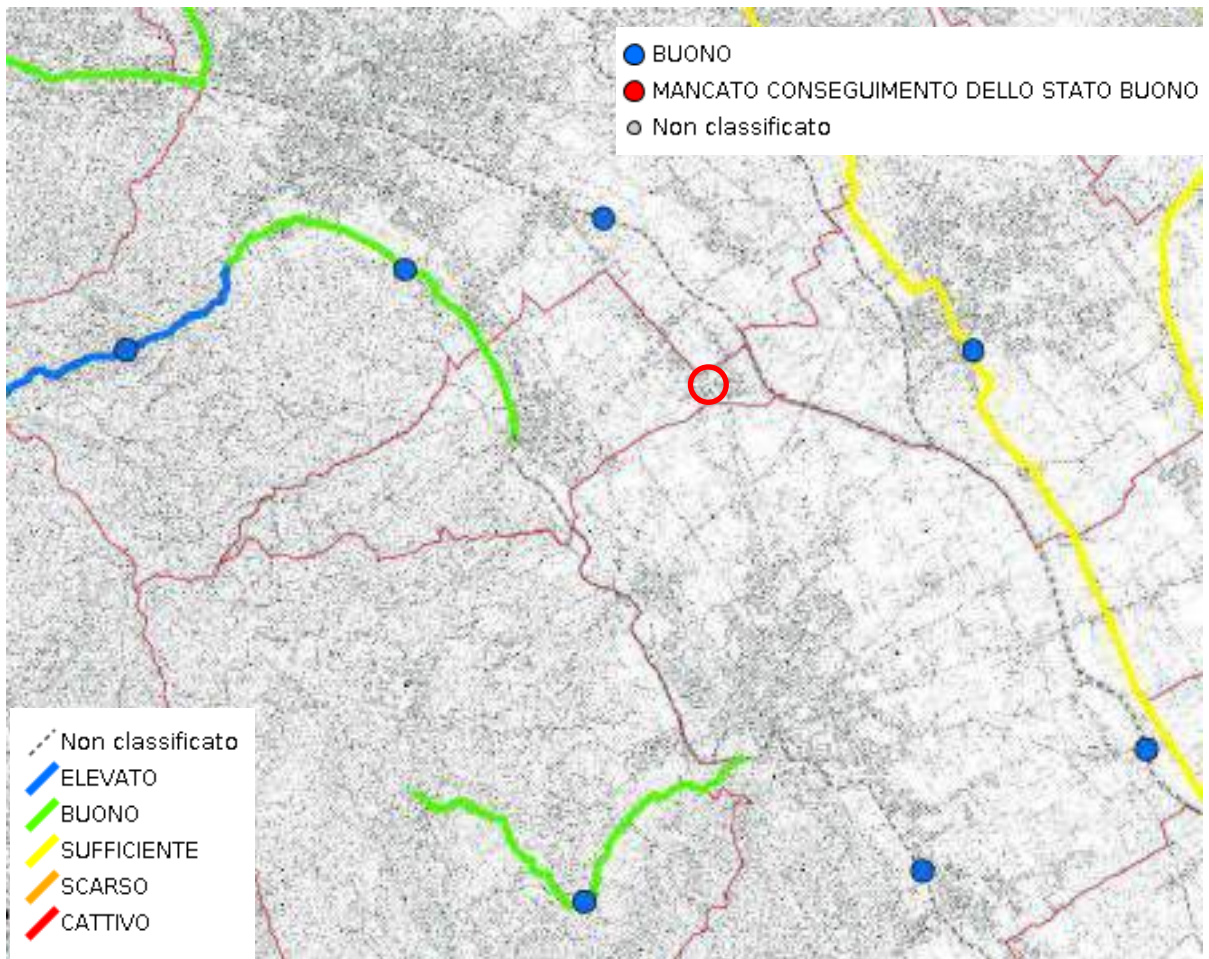 BUONO
MANCATO CONSEGUIMENTO DELLO STATO BUONO
Non classificato
Non classificato
ELEVATO
BUONO
SUFFICIENTE
SCARSO
CATTIVO